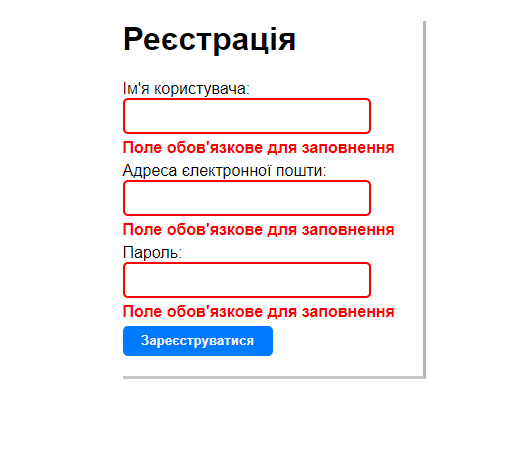 Реєстрація
Ім'я користувача:
Поле обов'язкове для заповнення
Адреса єлектронної пошти:
Поле обов'язкове для заповнення
Пароль:
Поле обов'язкове для заповнення
Зареєструватися